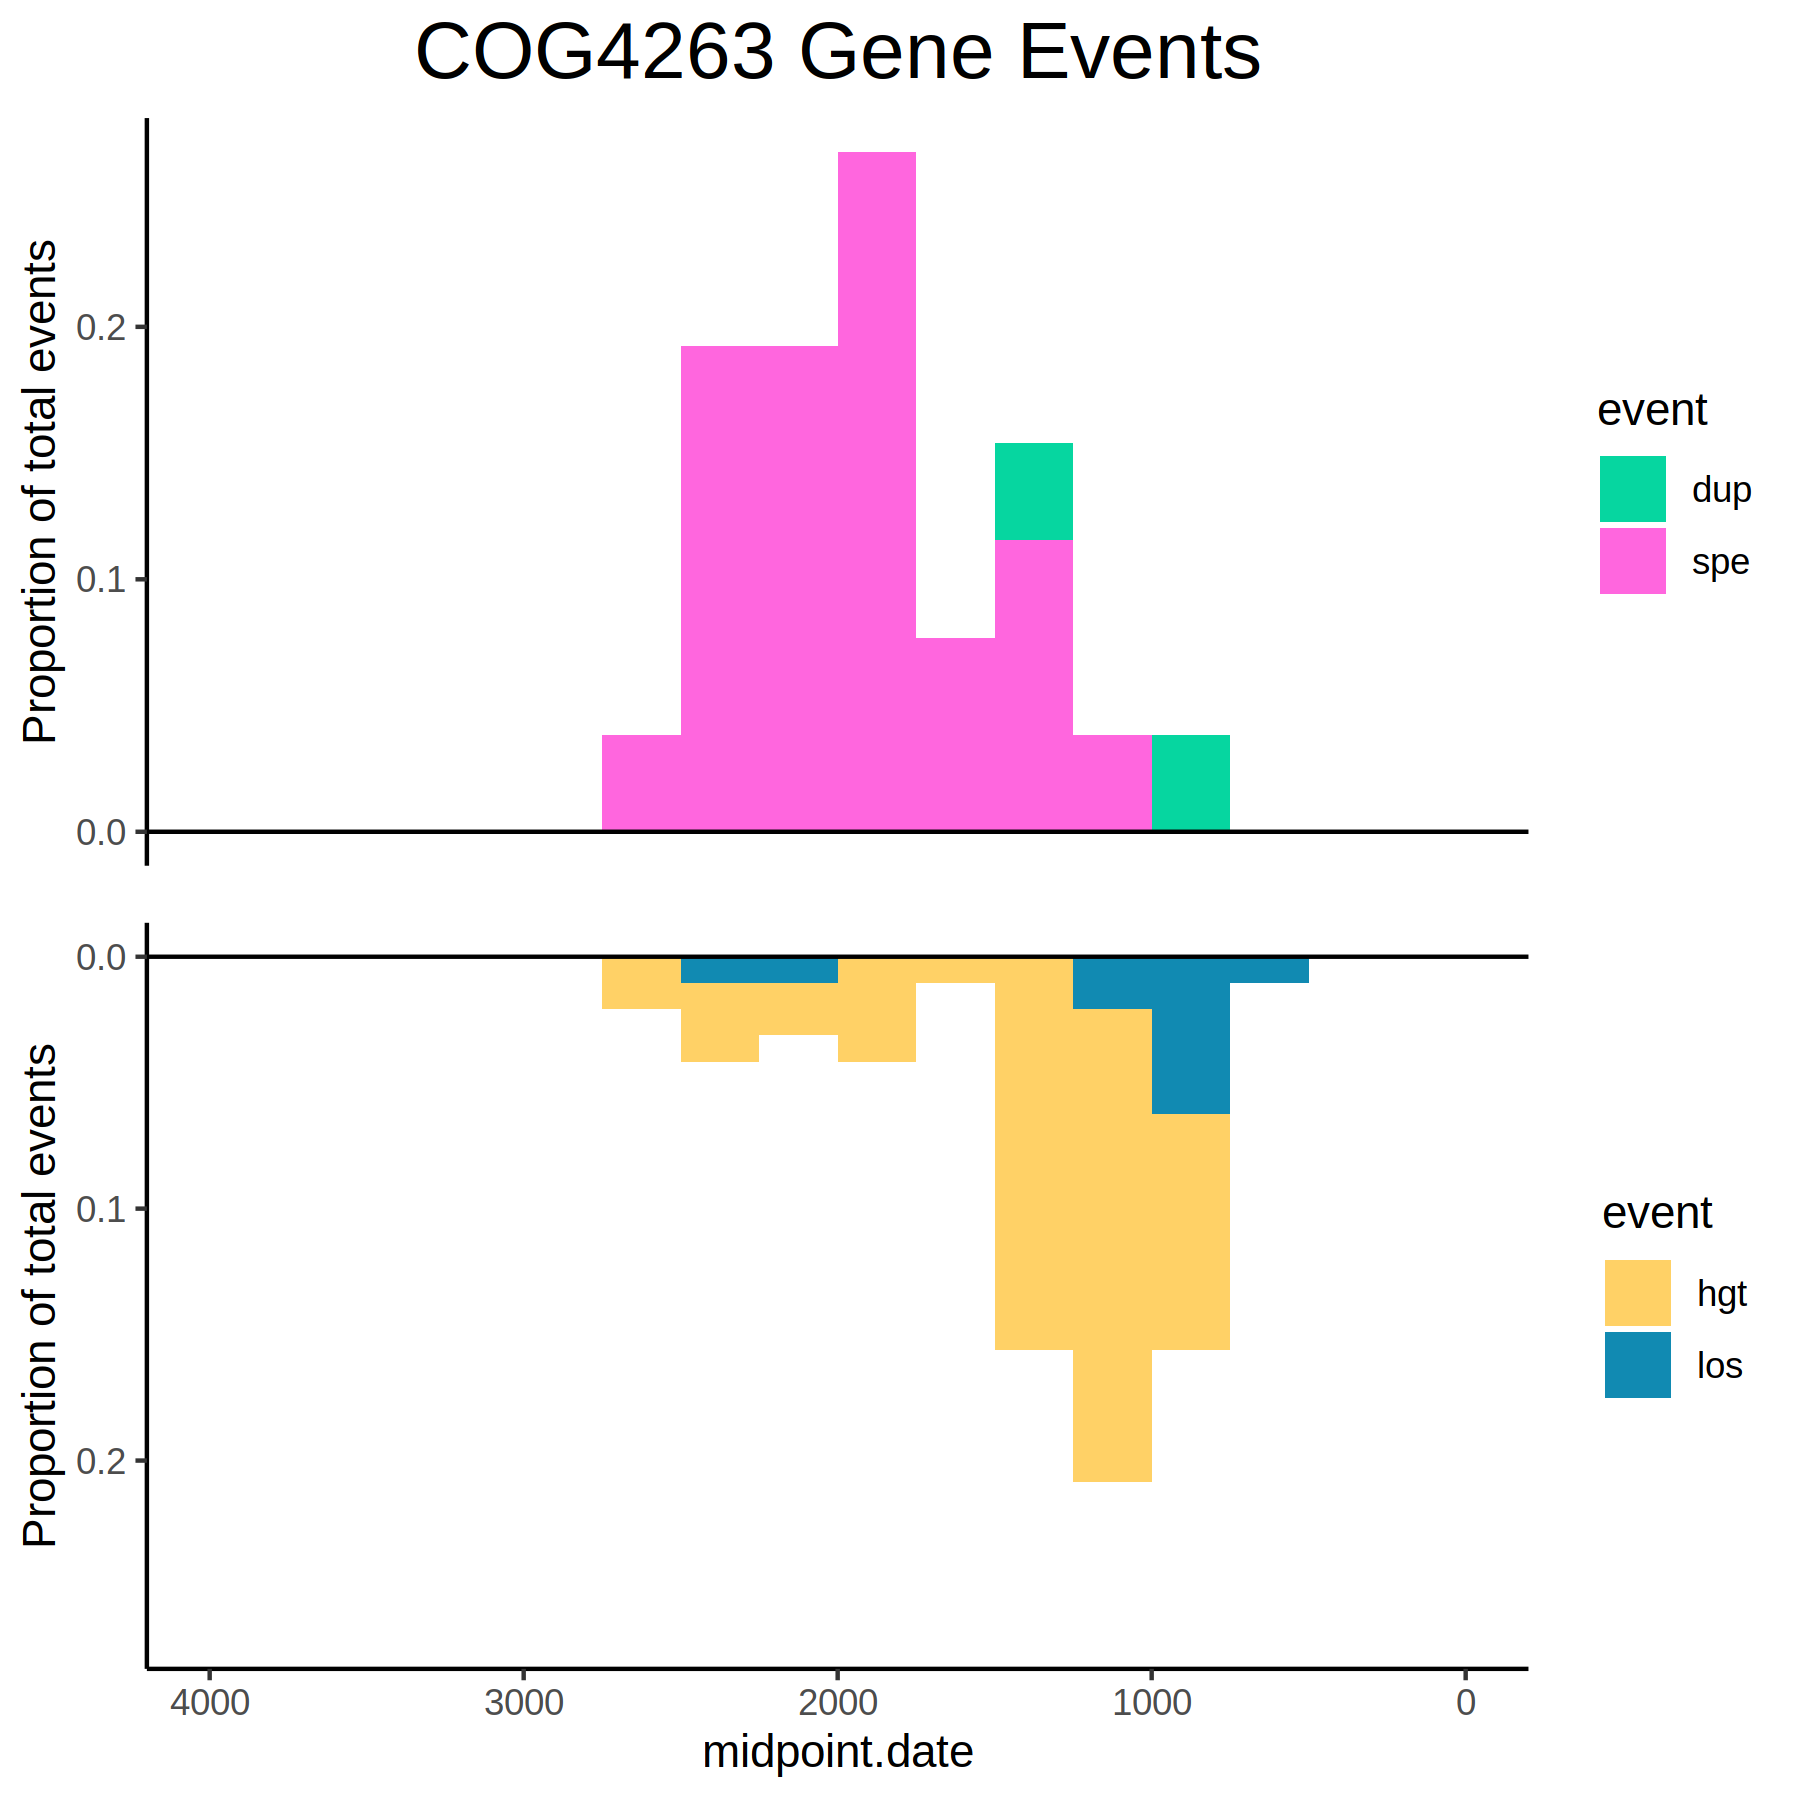 COG4263 Gene Events
Proportion of total events
0.2
0.1
0.0
event
dup
spe
Proportion of total events
0.0
0.1
0.2
event
hgt
los
4000 3000 2000 1000 0
midpoint.date